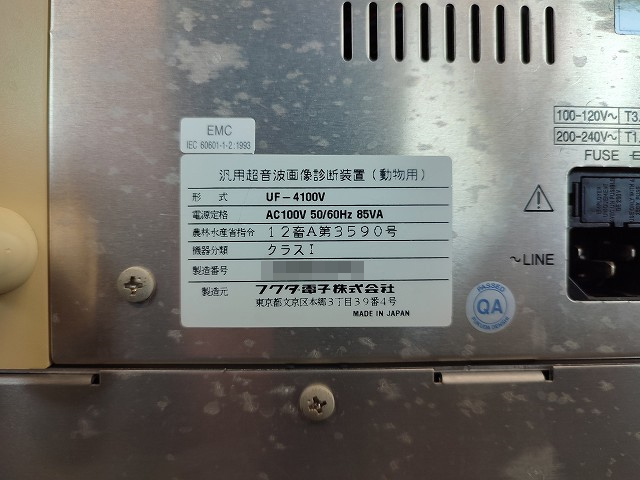 100-120V~ T3.
200-240V~ T1.
FUSE
EMC
IEC 60601-1-2:1993
汎用超音波画像診断装置(動物用)
形式 UF-4100V
電源定格 AC100V 50/60Hz 85VA
農林水産省指令 12畜A第3590号
機器分類 クラスI
製造番号
製造元 フクダ電子株式会社
東京都文京区本郷3丁目39番4号
MADE IN JAPAN
~LINE
PASSED
QA
FUKUDA DENSHI